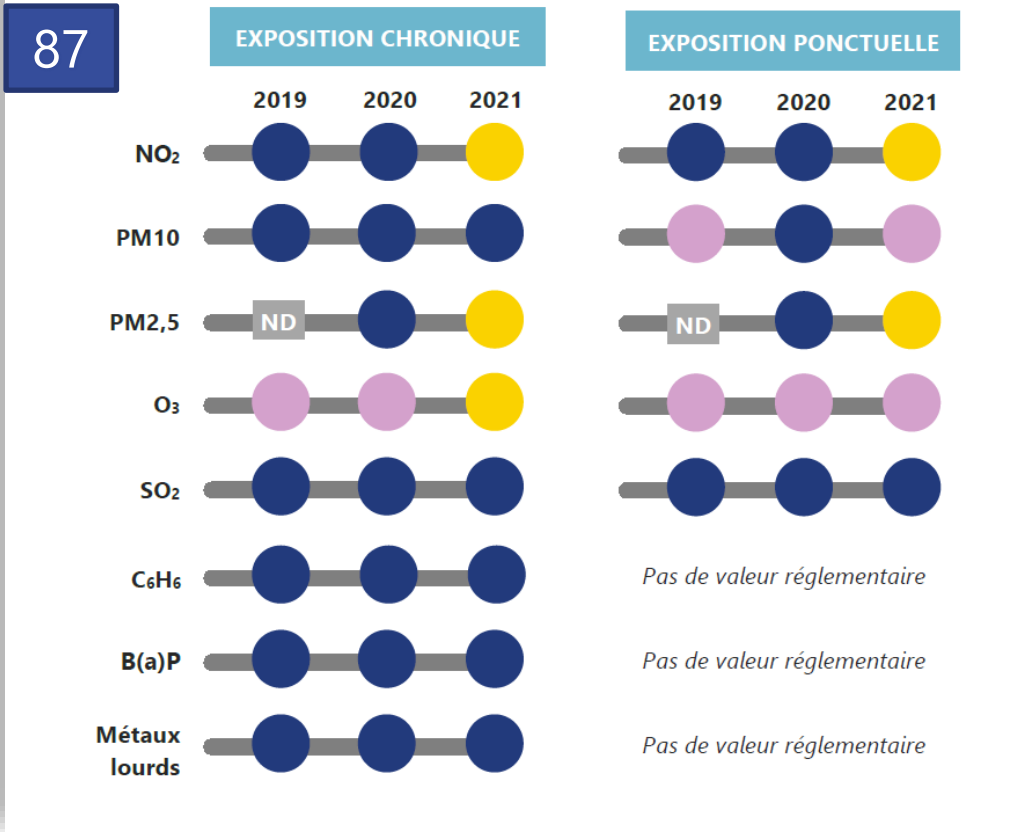 87
EXPOSITION CHRONIQUE
EXPOSITION PONCTUELLE
2019 2020 2021
2019 2020 2021
NO₂
PM10
PM2,5 ND ND
O₃
SO₂
C₆H₆ Pas de valeur réglementaire
B(a)P Pas de valeur réglementaire
Métaux
lourds
Pas de valeur réglementaire